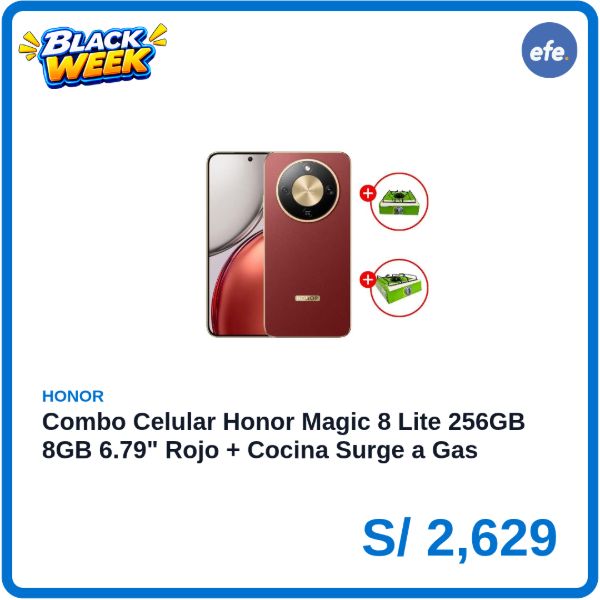 BLACK
WEEK
efe.
HONOR
HONOR
Combo Celular Honor Magic 8 Lite 256GB
8GB 6.79" Rojo + Cocina Surge a Gas
S/ 2,629